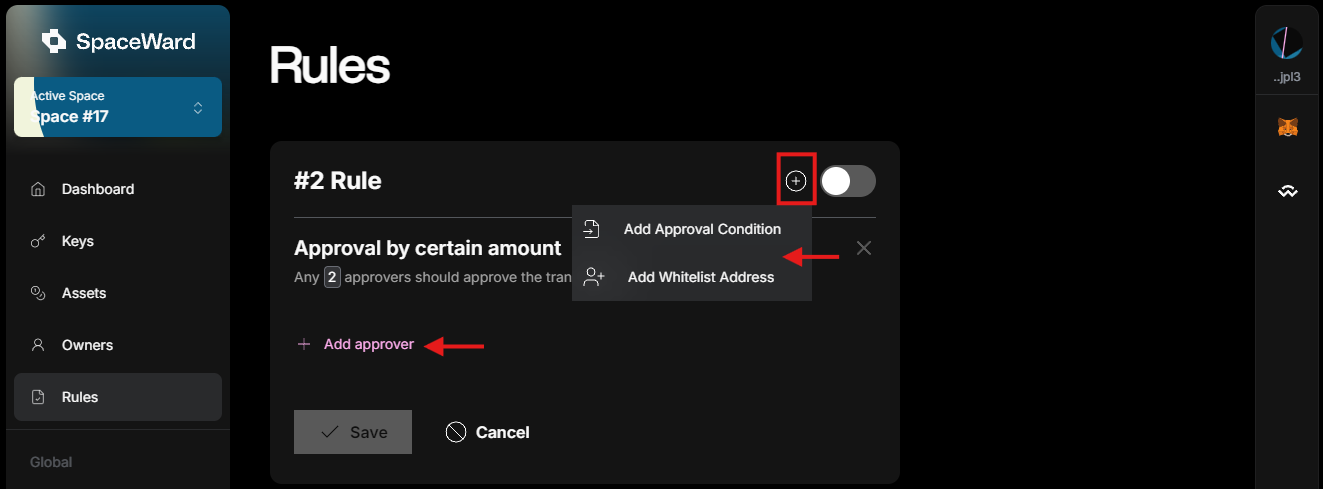 SpaceWard
Active Space
Space #17
Dashboard
Keys
Assets
Owners
Rules
Global
Rules
#2 Rule
Add Approval Condition
Add Whitelist Address
Approval by certain amount
Any 2 approvers should approve the tran
Add approver
Save
Cancel
..jpl3